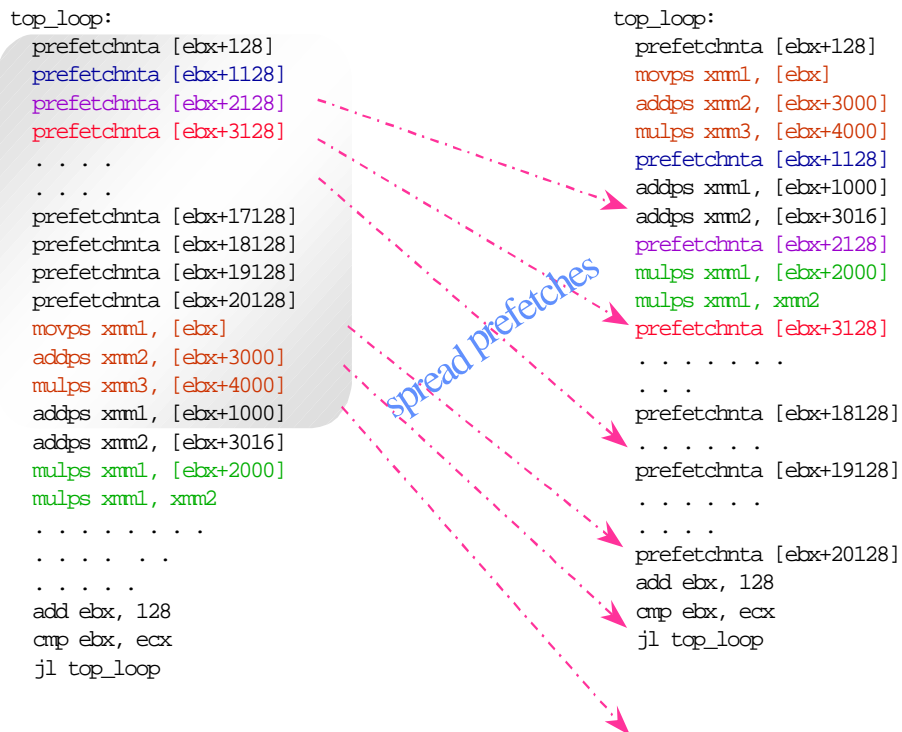 top_loop:
prefetchnta [ebx+128]
prefetchnta [ebx+1128]
prefetchnta [ebx+2128]
prefetchnta [ebx+3128]
. . . .
. . . .
prefetchnta [ebx+17128]
prefetchnta [ebx+18128]
prefetchnta [ebx+19128]
prefetchnta [ebx+20128]
movps xmm1, [ebx]
addps xmm2, [ebx+3000]
mulps xmm3, [ebx+4000]
addps xmm1, [ebx+1000]
addps xmm2, [ebx+3016]
mulps xmm1, [ebx+2000]
mulps xmm1, xmm2
. . . . . . . .
. . . . . .
. . . . .
add ebx, 128
cmp ebx, ecx
jl top_loop
spread prefetches
top_loop:
prefetchnta [ebx+128]
movps xmm1, [ebx]
addps xmm2, [ebx+3000]
mulps xmm3, [ebx+4000]
prefetchnta [ebx+1128]
addps xmm1, [ebx+1000]
addps xmm2, [ebx+3016]
prefetchnta [ebx+2128]
mulps xmm1, [ebx+2000]
mulps xmm1, xmm2
prefetchnta [ebx+3128]
. . . . . . .
. . .
prefetchnta [ebx+18128]
. . . . . .
prefetchnta [ebx+19128]
. . . . . .
. . . .
prefetchnta [ebx+20128]
add ebx, 128
cmp ebx, ecx
jl top_loop